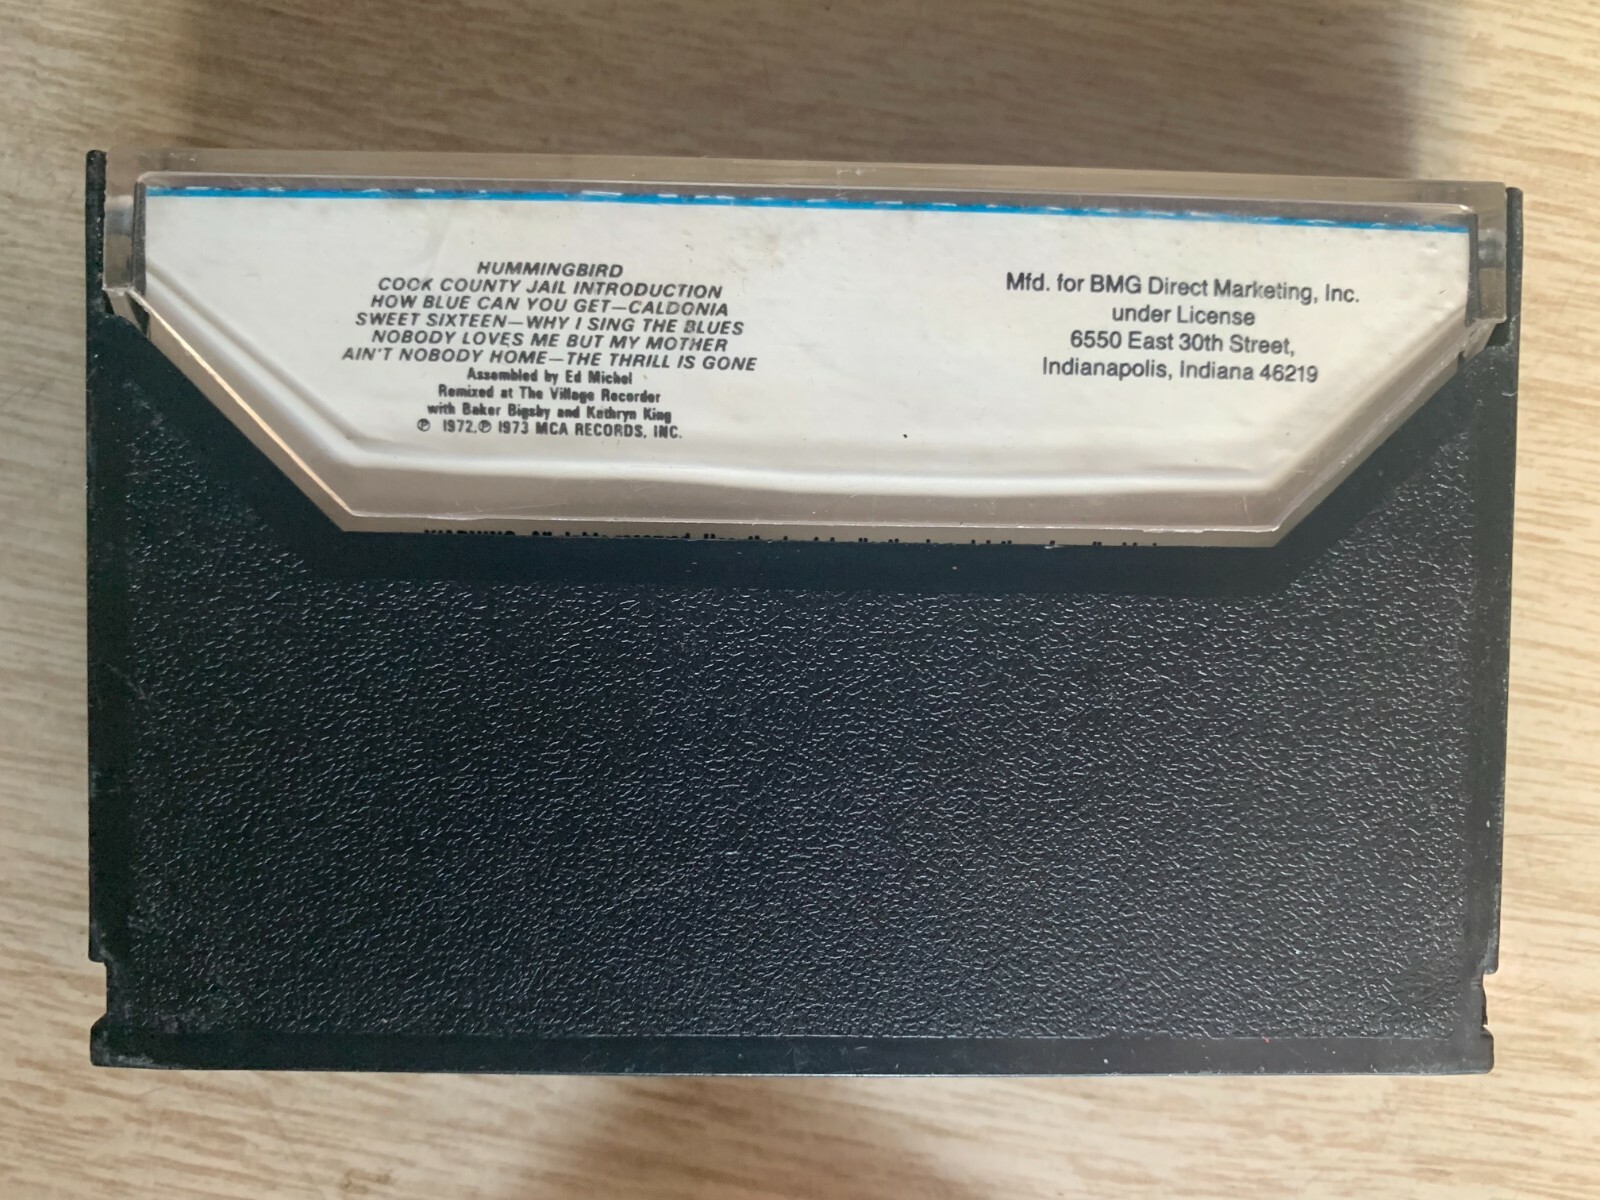 HUMMINGBIRD
COOK COUNTY JAIL INTRODUCTION
HOW BLUE CAN YOU GET—CALDONIA
SWEET SIXTEEN—WHY I SING THE BLUES
NOBODY LOVES ME BUT MY MOTHER
AIN'T NOBODY HOME—THE THRILL IS GONE
Assembled by Ed Michel
Remixed at The Village Recorder
with Baker Bigsby and Kathryn King
℗ 1972, ℗ 1973 MCA RECORDS, INC.
Mfd. for BMG Direct Marketing, Inc.
under License
6550 East 30th Street,
Indianapolis, Indiana 46219